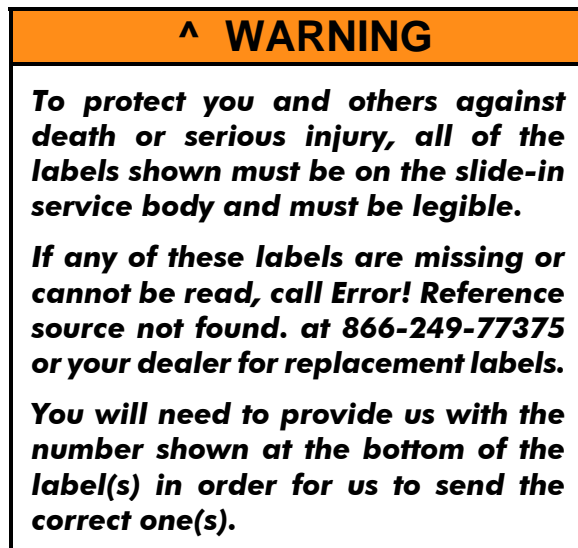 ^ WARNING
To protect you and others against
death or serious injury, all of the
labels shown must be on the slide-in
service body and must be legible.
If any of these labels are missing or
cannot be read, call Error! Reference
source not found. at 866-249-77375
or your dealer for replacement labels.
You will need to provide us with the
number shown at the bottom of the
label(s) in order for us to send the
correct one(s).